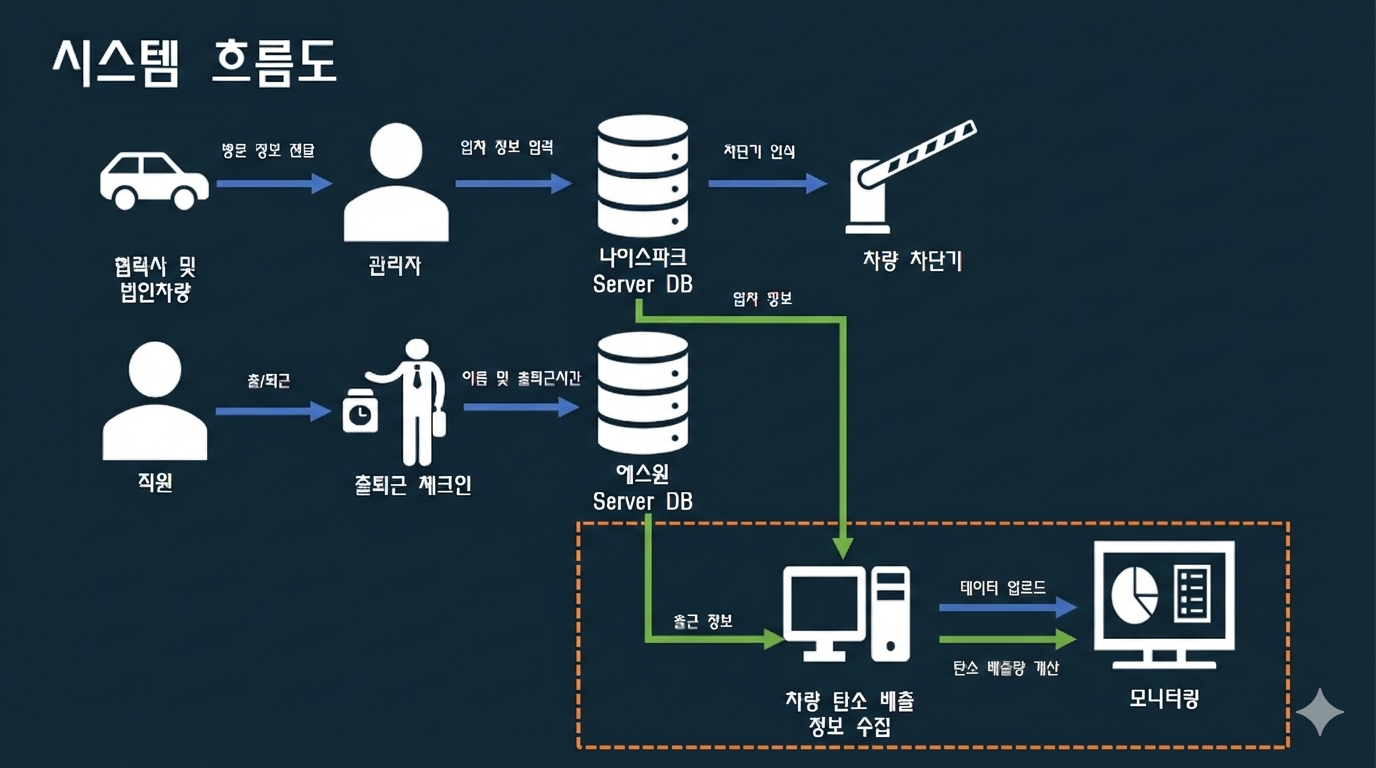 시스템 흐름도
방문 정보 전달
입차 정보 입력
차단기 인식
협력사 및
법인차량
관리자
나이스파크
Server DB
차량 차단기
입차 정보
출/퇴근
이름 및 출퇴근시간
직원
출퇴근 체크인
에스원
Server DB
출근 정보
데이터 업로드
탄소 배출량 계산
차량 탄소 배출
정보 수집
모니터링